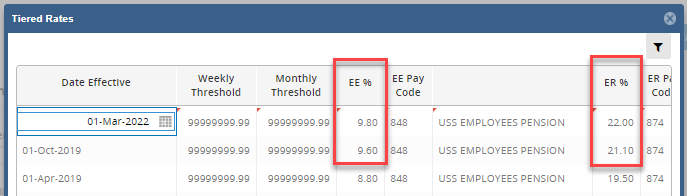 Tiered Rates
Date Effective Weekly Threshold Monthly Threshold EE % EE Pay Code ER % ER Pa Cod
01-Mar-2022 99999999.99 99999999.99 9.80 848 USS EMPLOYEES PENSION 22.00 874
01-Oct-2019 99999999.99 99999999.99 9.60 848 USS EMPLOYEES PENSION 21.10 874
01-Apr-2019 99999999.99 99999999.99 8.80 848 USS EMPLOYEES PENSION 19.50 874